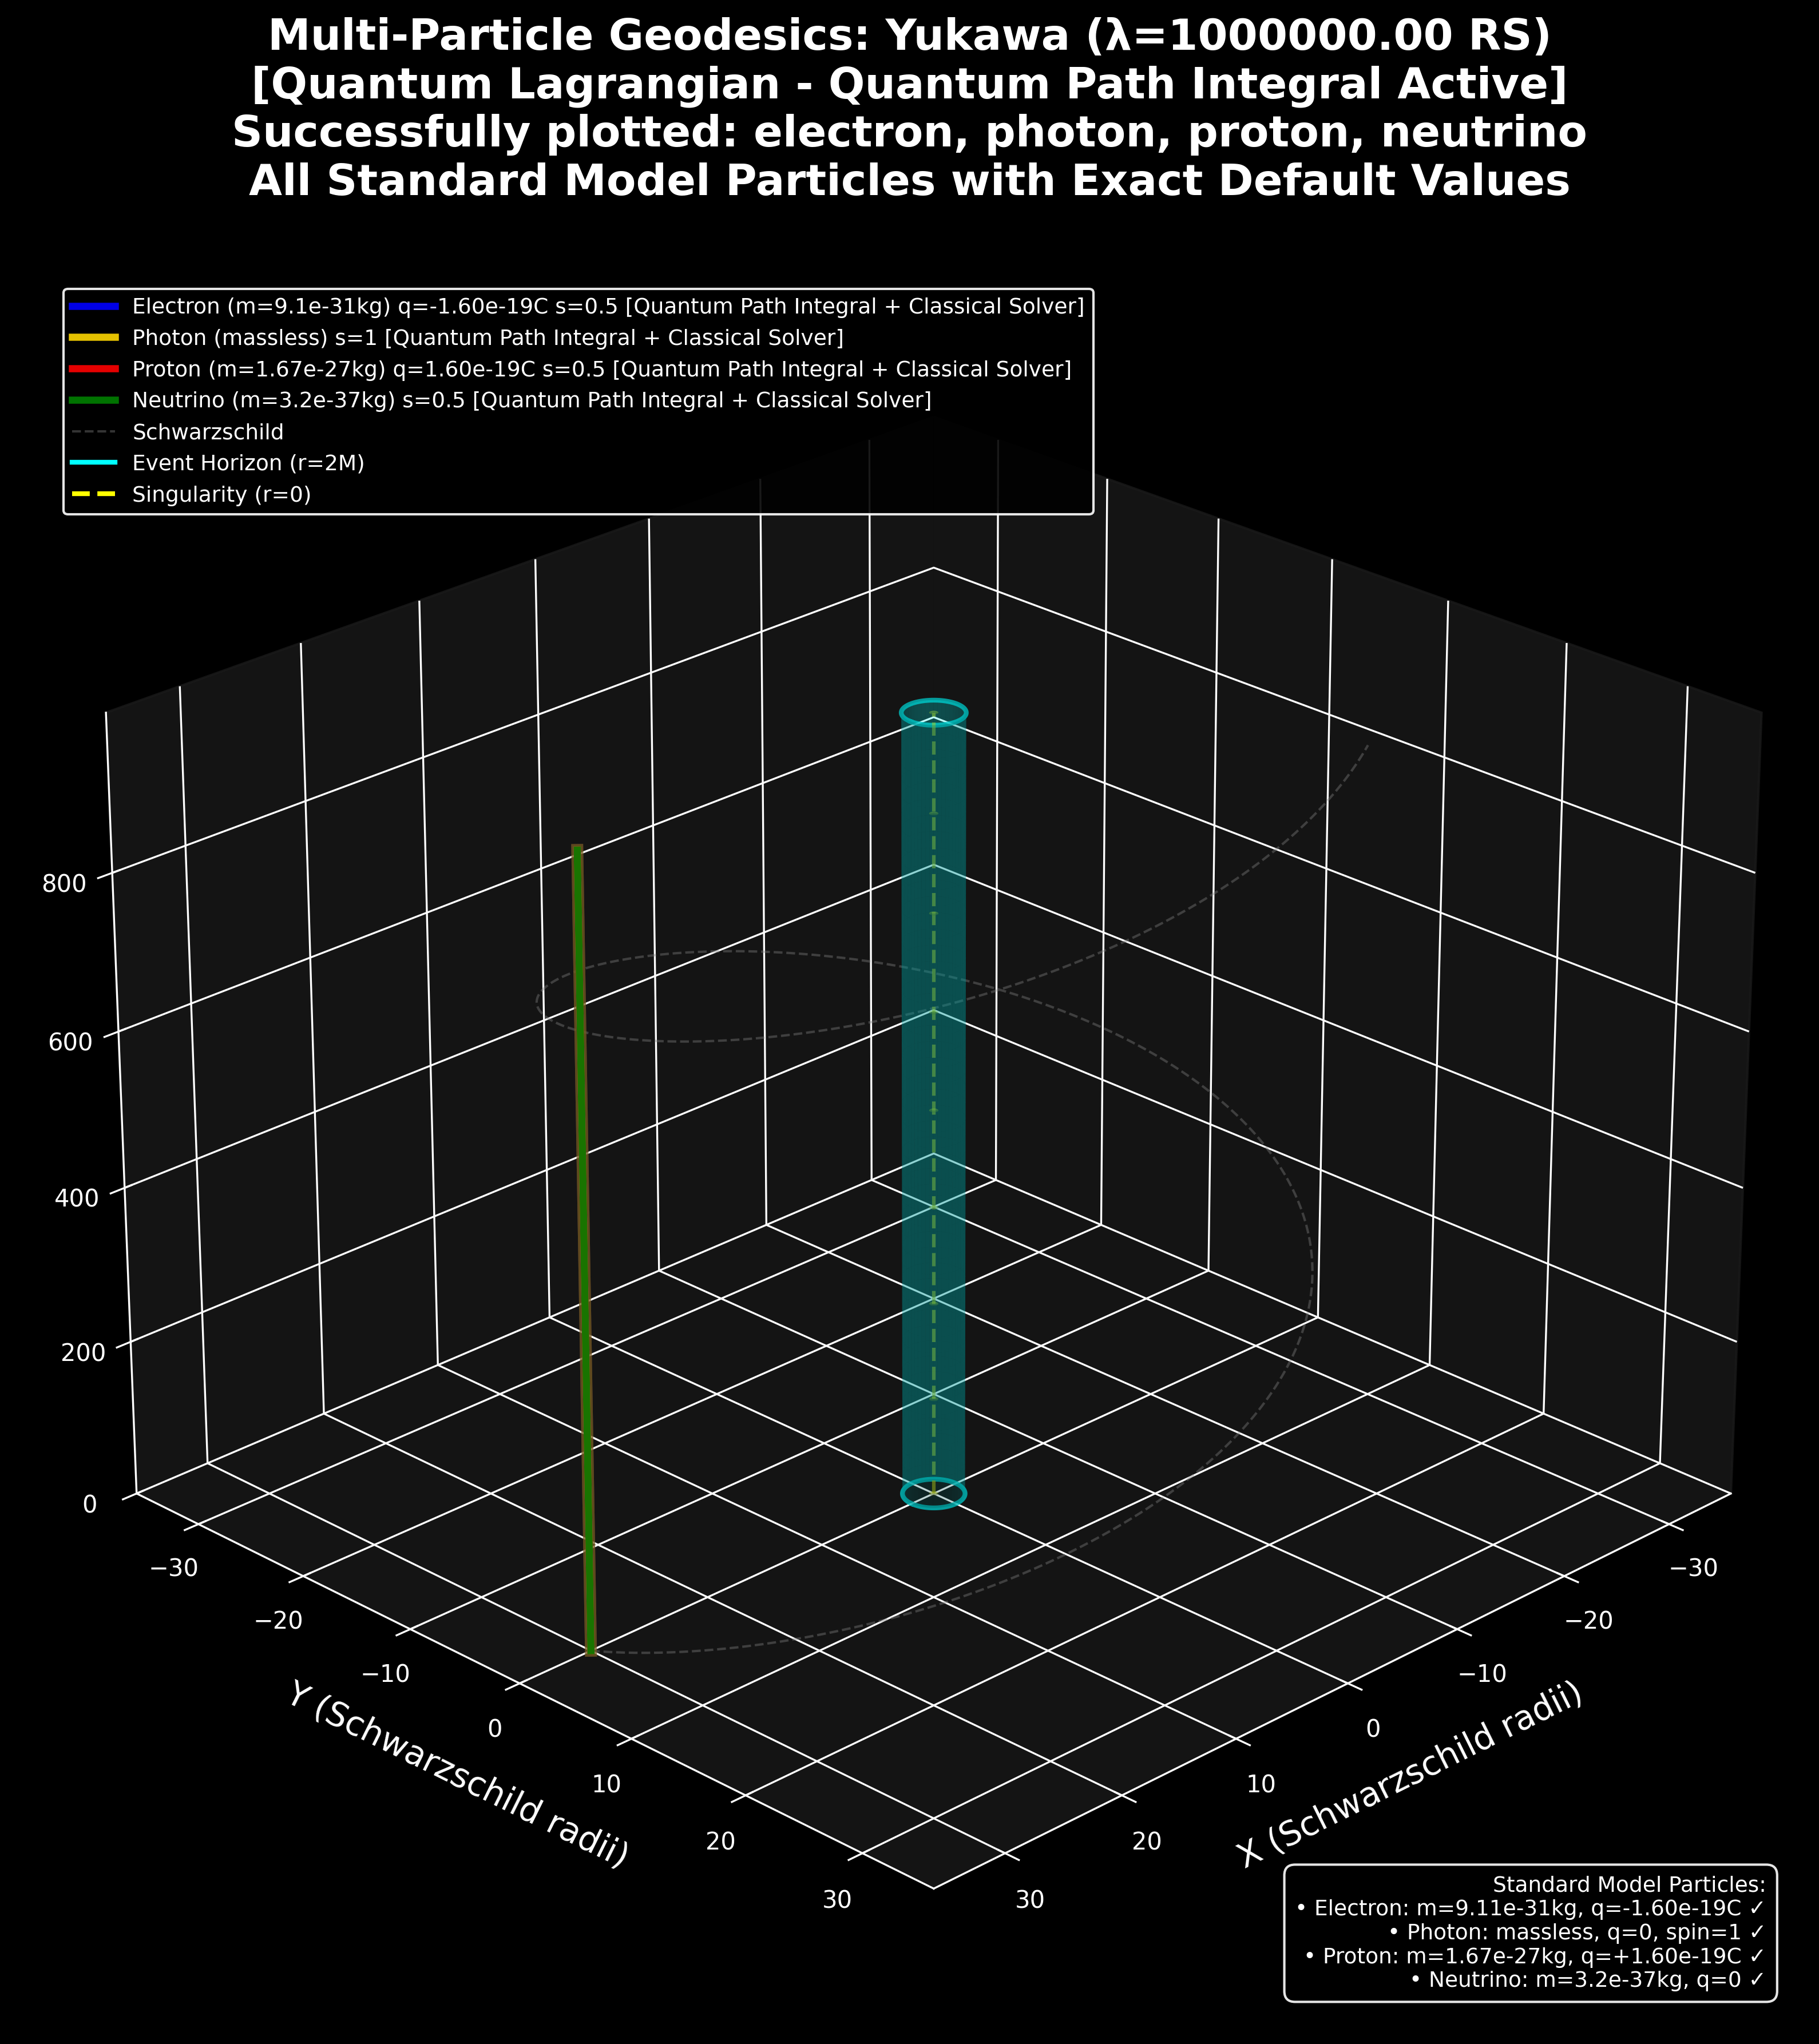 Multi-Particle Geodesics: Yukawa (λ=1000000.00 RS)
[Quantum Lagrangian - Quantum Path Integral Active]
Successfully plotted: electron, photon, proton, neutrino
All Standard Model Particles with Exact Default Values
Electron (m=9.1e-31kg) q=-1.60e-19C s=0.5 [Quantum Path Integral + Classical Solver]
Photon (massless) s=1 [Quantum Path Integral + Classical Solver]
Proton (m=1.67e-27kg) q=1.60e-19C s=0.5 [Quantum Path Integral + Classical Solver]
Neutrino (m=3.2e-37kg) s=0.5 [Quantum Path Integral + Classical Solver]
Schwarzschild
Event Horizon (r=2M)
Singularity (r=0)
800
600
400
200
0
−30
−20
−10
0
10
20
30
Y (Schwarzschild radii)
−30
−20
−10
0
10
20
30
X (Schwarzschild radii)
Standard Model Particles:
• Electron: m=9.11e-31kg, q=-1.60e-19C ✓
• Photon: massless, q=0, spin=1 ✓
• Proton: m=1.67e-27kg, q=+1.60e-19C ✓
• Neutrino: m=3.2e-37kg, q=0 ✓